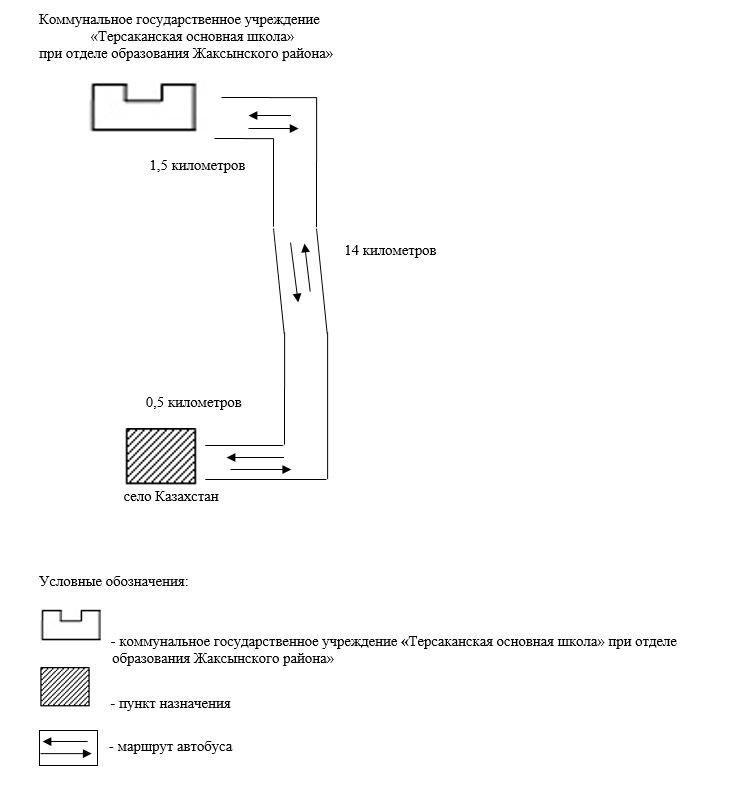 Коммунальное государственное учреждение
«Терсаканская основная школа»
при отделе образования Жаксынского района»
1,5 километров
14 километров
0,5 километров
село Казахстан
Условные обозначения:
- коммунальное государственное учреждение «Терсаканская основная школа» при отделе
образования Жаксынского района»
- пункт назначения
- маршрут автобуса